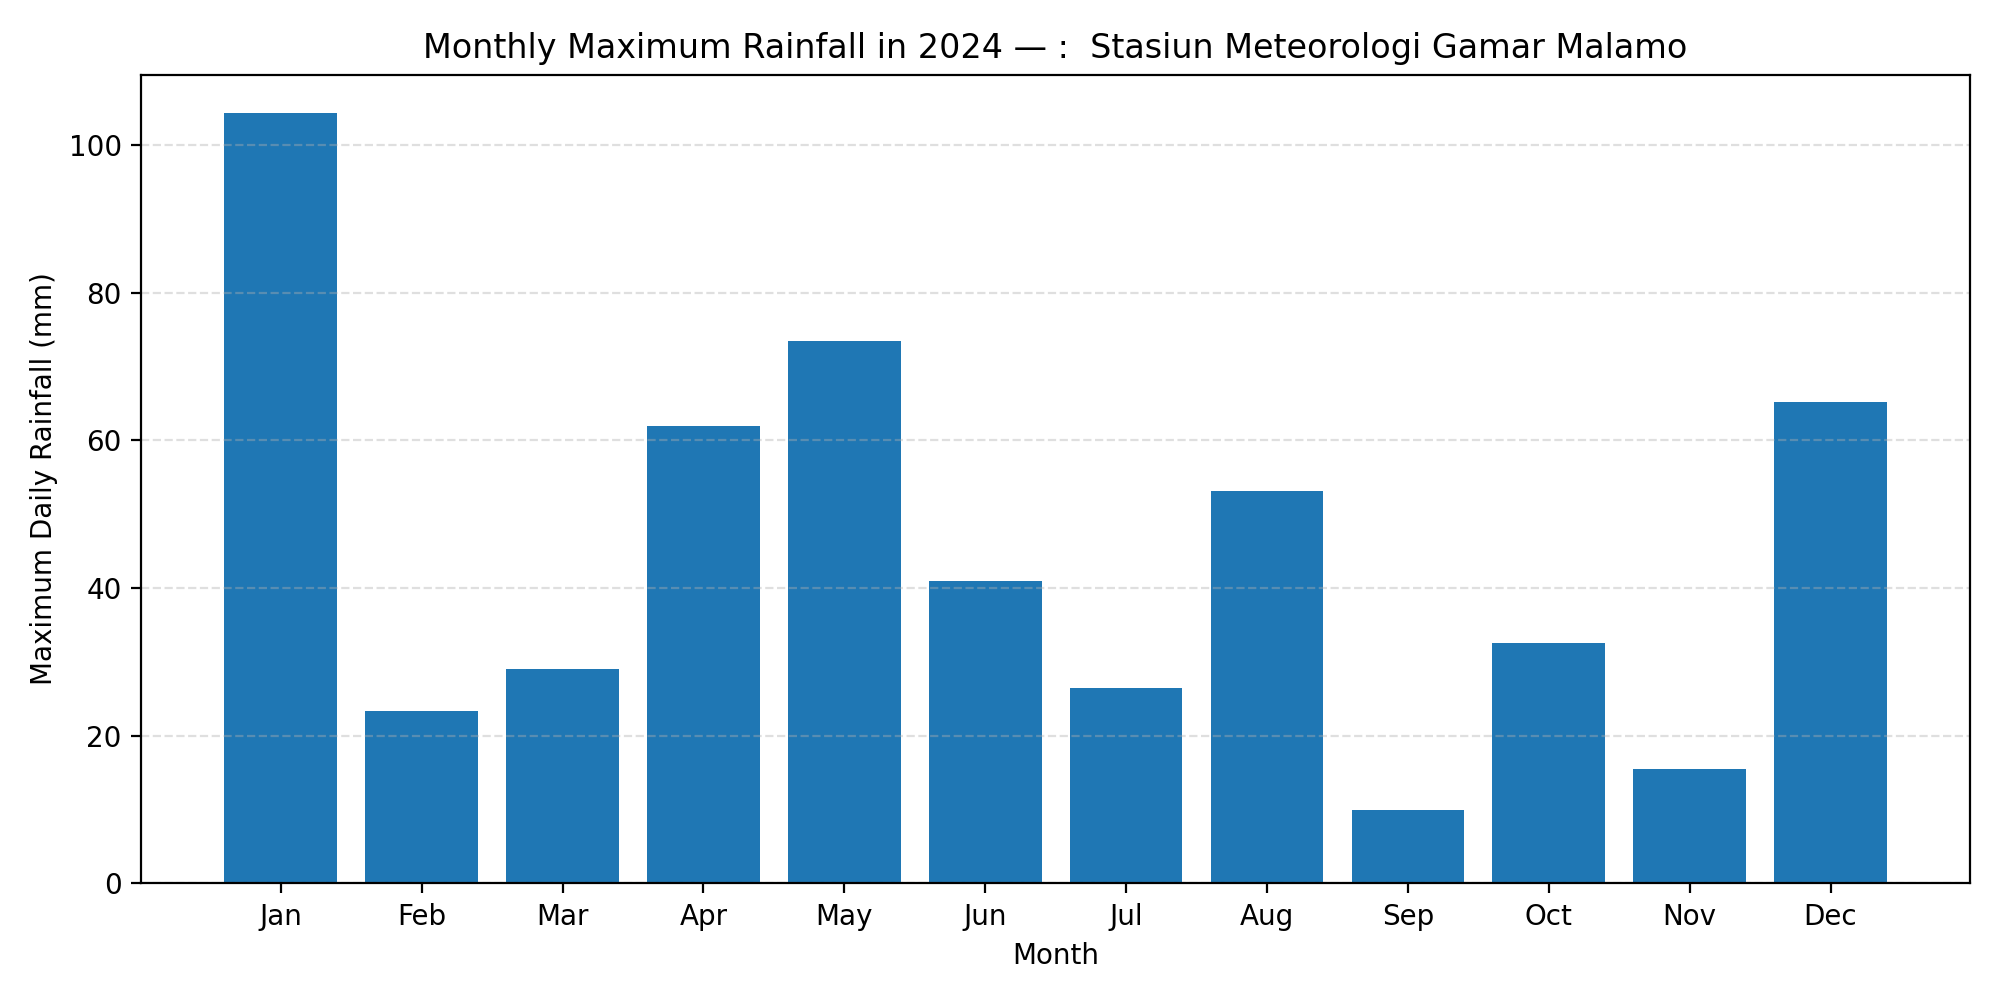 Monthly Maximum Rainfall in 2024 — :  Stasiun Meteorologi Gamar Malamo
Maximum Daily Rainfall (mm)
100
80
60
40
20
0
Jan Feb Mar Apr May Jun Jul Aug Sep Oct Nov Dec
Month